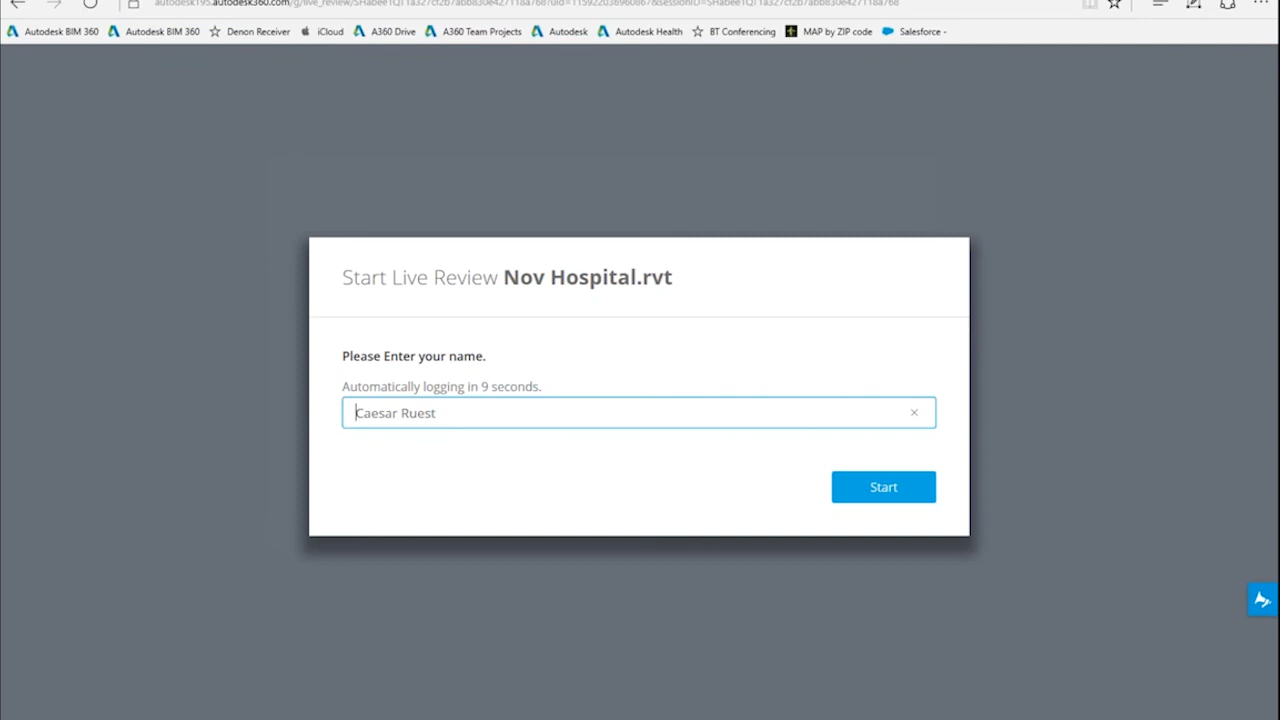 Autodesk BIM 360 Autodesk BIM 360 Denon Receiver iCloud A360 Drive A360 Team Projects Autodesk Autodesk Health BT Conferencing MAP by ZIP code Salesforce -
Start Live Review Nov Hospital.rvt
Please Enter your name.
Automatically logging in 9 seconds.
Caesar Ruest
Start